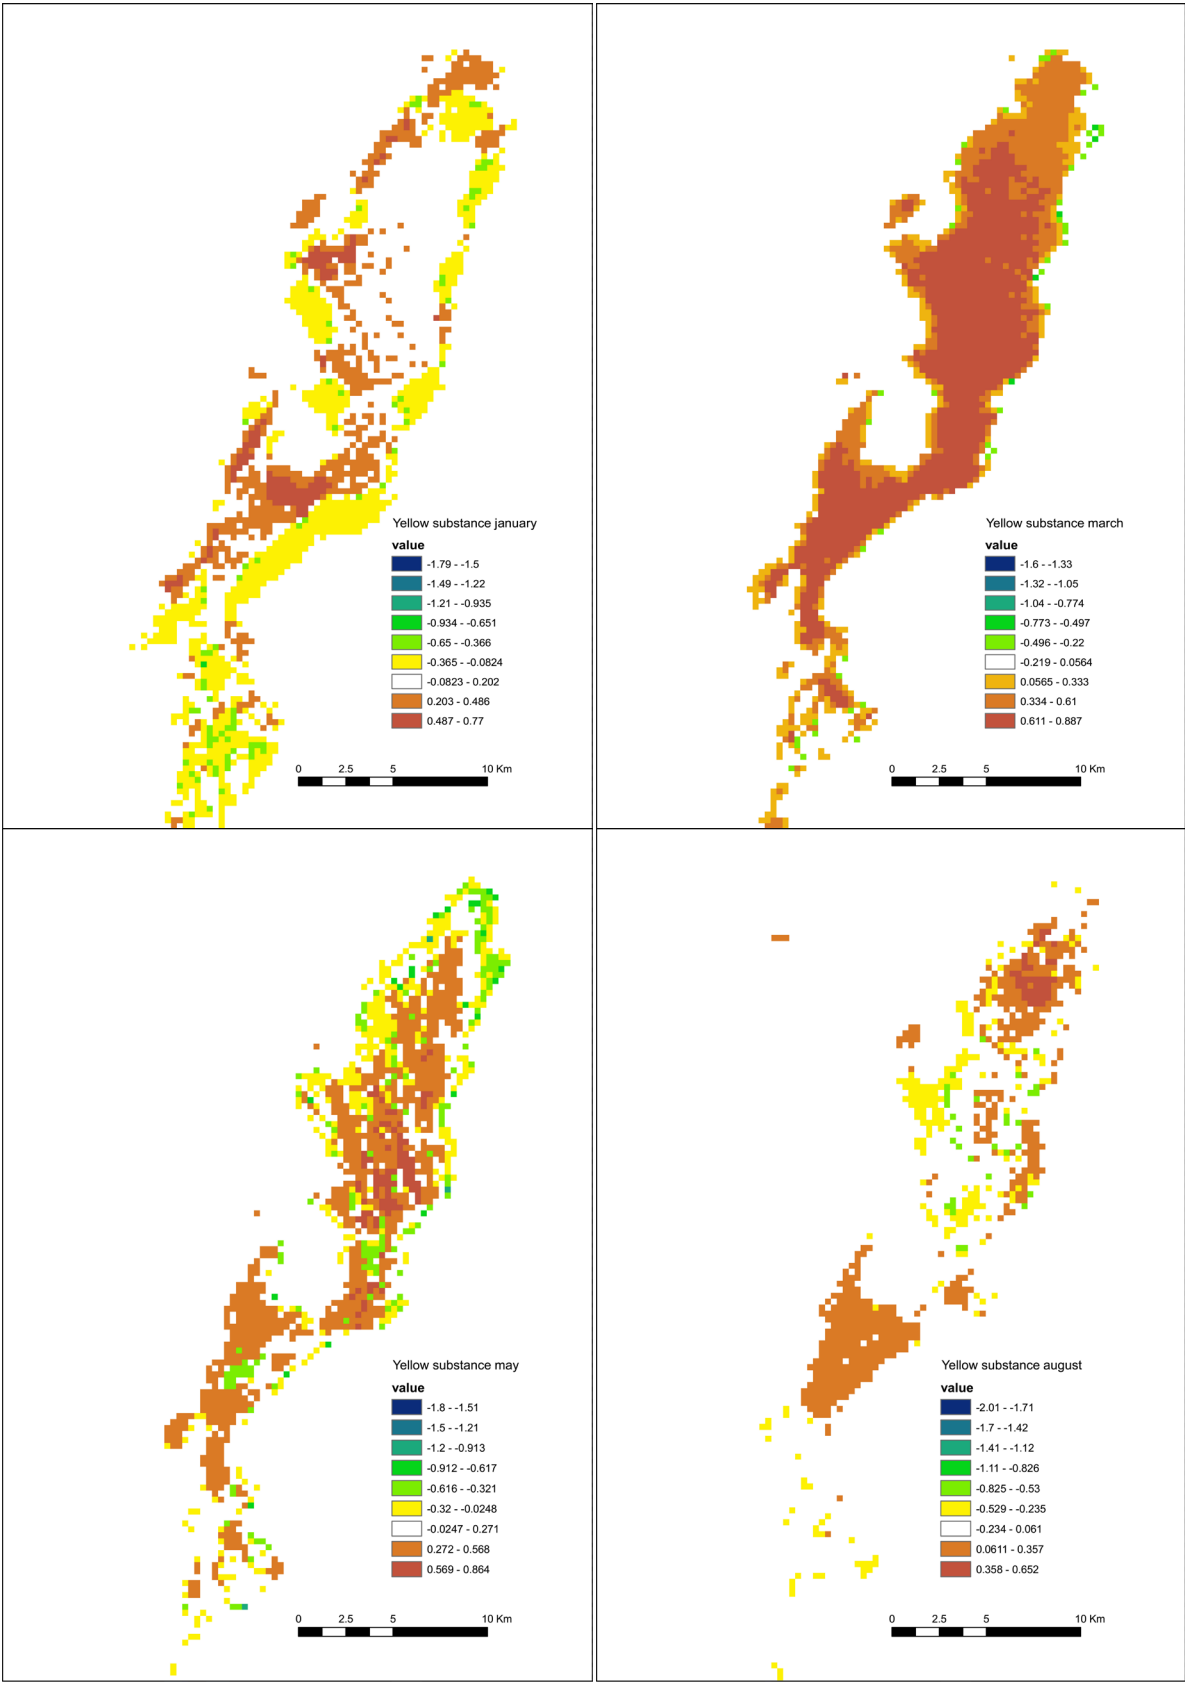 Yellow substance january
value
-1.79 - -1.5
-1.49 - -1.22
-1.21 - -0.935
-0.934 - -0.651
-0.65 - -0.366
-0.365 - -0.0824
-0.0823 - 0.202
0.203 - 0.486
0.487 - 0.77
0 2.5 5 10 Km
Yellow substance march
value
-1.6 - -1.33
-1.32 - -1.05
-1.04 - -0.774
-0.773 - -0.497
-0.496 - -0.22
-0.219 - 0.0564
0.0565 - 0.333
0.334 - 0.61
0.611 - 0.887
0 2.5 5 10 Km
Yellow substance may
value
-1.8 - -1.51
-1.5 - -1.21
-1.2 - -0.913
-0.912 - -0.617
-0.616 - -0.321
-0.32 - -0.0248
-0.0247 - 0.271
0.272 - 0.568
0.569 - 0.864
0 2.5 5 10 Km
Yellow substance august
value
-2.01 - -1.71
-1.7 - -1.42
-1.41 - -1.12
-1.11 - -0.826
-0.825 - -0.53
-0.529 - -0.235
-0.234 - 0.061
0.0611 - 0.357
0.358 - 0.652
0 2.5 5 10 Km